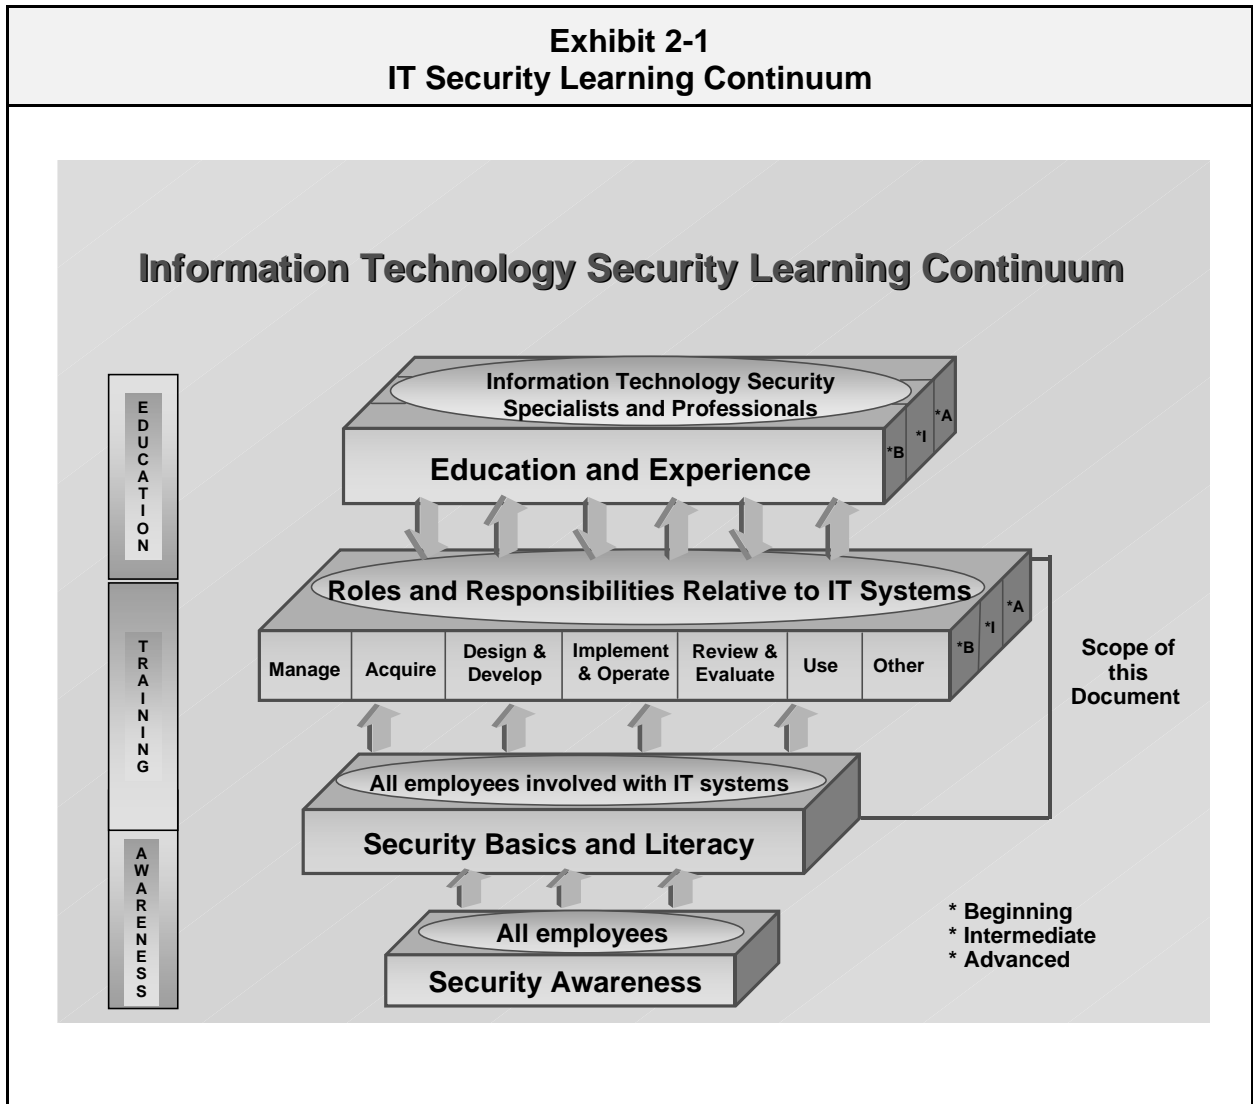 Exhibit 2-1
IT Security Learning Continuum
Information Technology Security Learning Continuum
EDUCATION
Information Technology Security
Specialists and Professionals
*B
*I
*A
Education and Experience
TRAINING
Roles and Responsibilities Relative to IT Systems
*B
*I
*A
Manage
Acquire
Design &
Develop
Implement
& Operate
Review &
Evaluate
Use
Other
Scope of
this
Document
All employees involved with IT systems
Security Basics and Literacy
AWARENESS
All employees
Security Awareness
* Beginning
* Intermediate
* Advanced